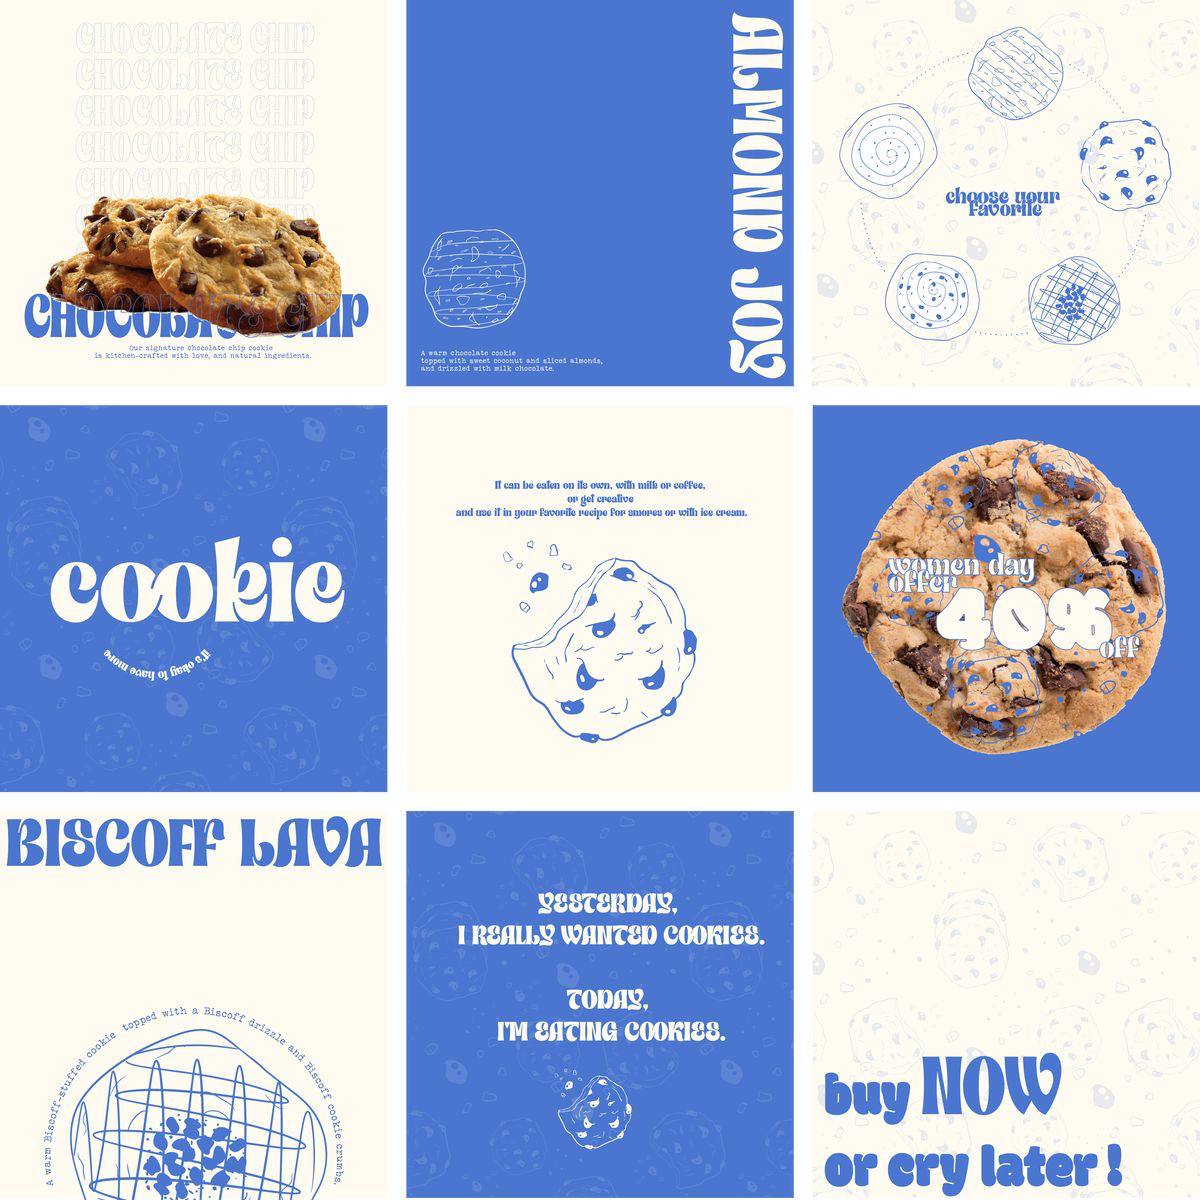 CHOCOLATE CHIP
CHOCOLATE CHIP
CHOCOLATE CHIP
CHOCOLATE CHIP
CHOCOLATE CHIP
CHOCOLATE CHIP
Our signature chocolate chip cookie
is kitchen-crafted with love, and natural ingredients.
ALMOND JOY
A warm chocolate cookie
topped with sweet coconut and sliced almonds,
and drizzled with milk chocolate.
choose your
favorite
cookie
it's okay to have more
It can be eaten on its own, with milk or coffee,
or get creative
and use it in your favorite recipe for smores or with ice cream.
women day
offer
40%
off
BISCOFF LAVA
A warm Biscoff-stuffed cookie topped with a Biscoff drizzle and Biscoff cookie crumbs.
YESTERDAY,
I REALLY WANTED COOKIES.
TODAY,
I'M EATING COOKIES.
buy NOW
or cry later !